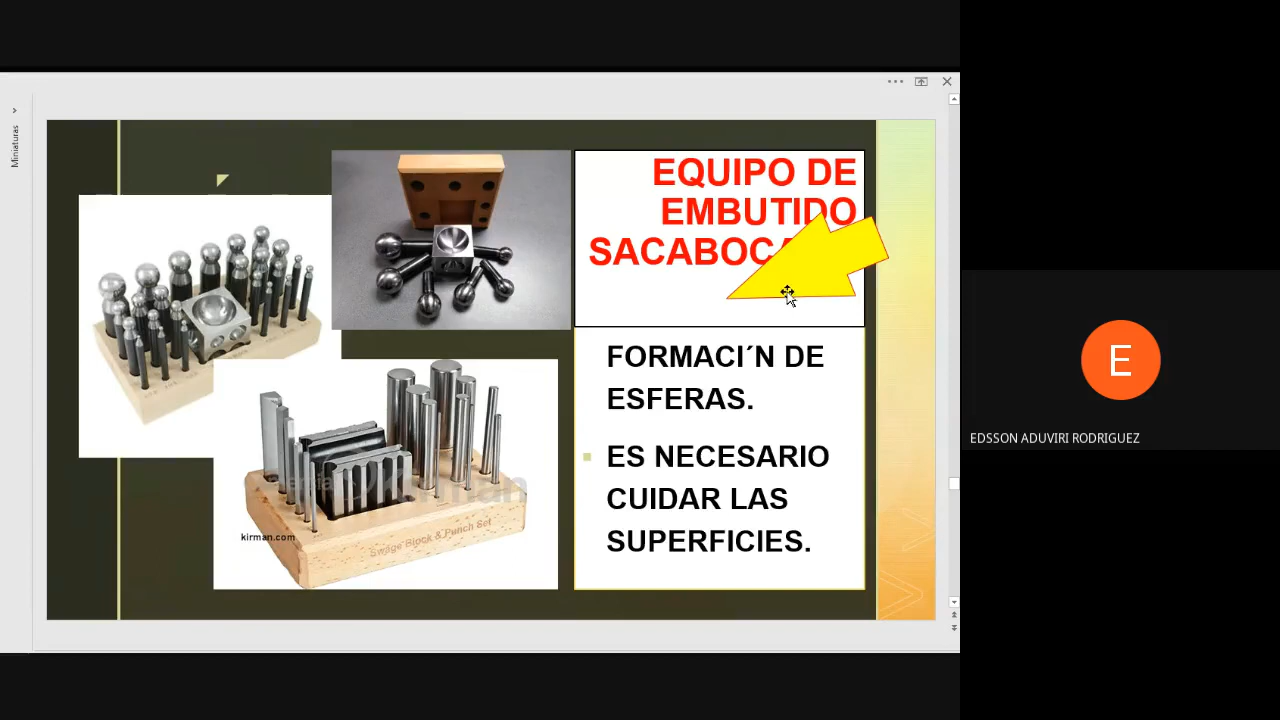 Miniaturas
EQUIPO DE
EMBUTIDO
FORMACI´N DE
ESFERAS.
ES NECESARIO
CUIDAR LAS
SUPERFICIES.
kirman.com
Swage Block & Punch Set
E
EDSSON ADUVIRI RODRIGUEZ